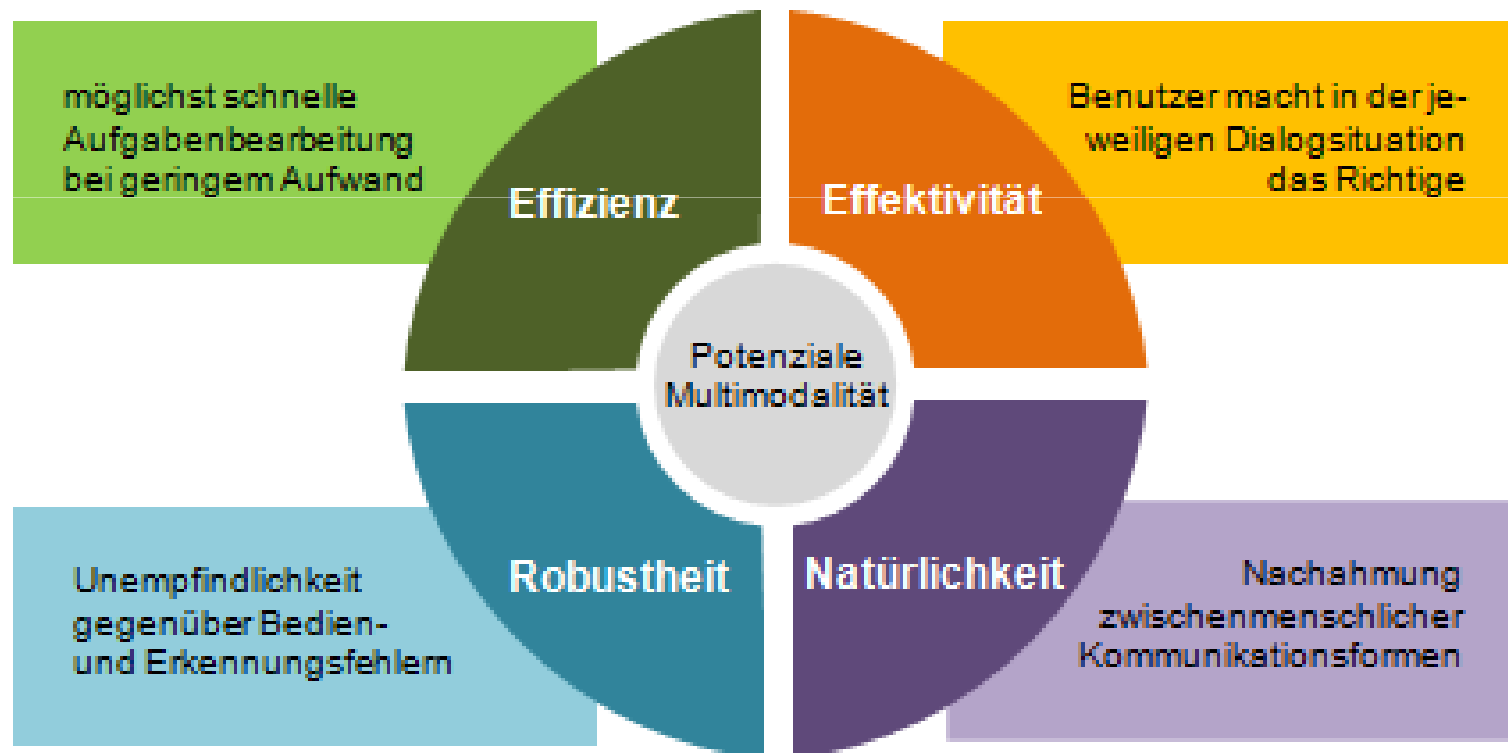 möglichst schnelle
Aufgabenbearbeitung
bei geringem Aufwand
Effizienz
Benutzer macht in der je-
weiligen Dialogsituation
das Richtige
Effektivität
Potenziale
Multimodalität
Unempfindlichkeit
gegenüber Bedien-
und Erkennungsfehlern
Robustheit
Natürlichkeit
Nachahmung
zwischenmenschlicher
Kommunikationsformen